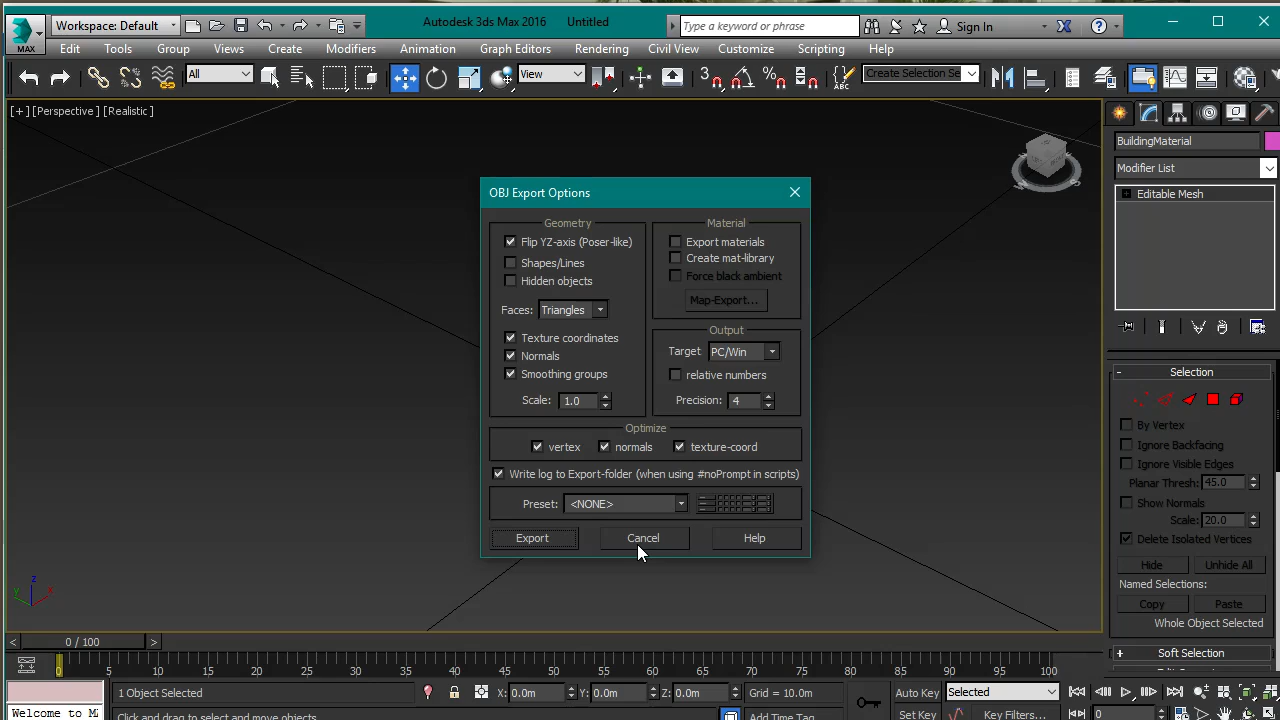 Workspace: Default
Autodesk 3ds Max 2016 Untitled
Type a keyword or phrase
Sign In
MAX
Edit Tools Group Views Create Modifiers Animation Graph Editors Rendering Civil View Customize Scripting Help
All
View
3
ABC
Create Selection Se
[+] [Perspective] [Realistic]
BuildingMaterial
Modifier List
Editable Mesh
OBJ Export Options
Geometry
Flip YZ-axis (Poser-like)
Shapes/Lines
Hidden objects
Faces: Triangles
Texture coordinates
Normals
Smoothing groups
Scale: 1.0
Material
Export materials
Create mat-library
Force black ambient
Map-Export...
Output
Target PC/Win
relative numbers
Precision: 4
Optimize
vertex normals texture-coord
Write log to Export-folder (when using #noPrompt in scripts)
Preset: <NONE>
Export Cancel Help
- Selection
By Vertex
Ignore Backfacing
Ignore Visible Edges
Planar Thresh: 45.0
Show Normals
Scale: 20.0
Delete Isolated Vertices
Hide Unhide All
Named Selections:
Copy Paste
Whole Object Selected
+ Soft Selection
z
y x
< 0 / 100 >
0 5 10 15 20 25 30 35 40 45 50 55 60 65 70 75 80 85 90 95 100
1 Object Selected
X: 0.0m Y: 0.0m Z: 0.0m Grid = 10.0m
Auto Key Selected
Welcome to M
Click and drag to select and move objects
Add Time Tag
Set Key Key Filters... 0